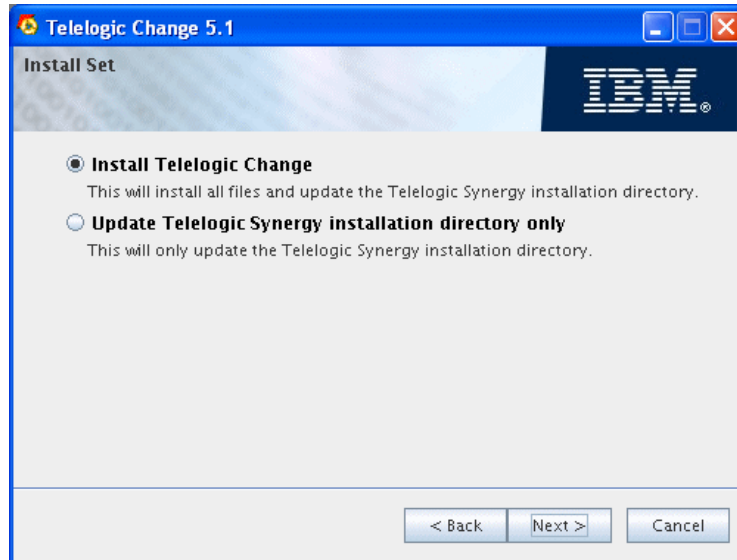 Telelogic Change 5.1
Install Set
IBM®
Install Telelogic Change
This will install all files and update the Telelogic Synergy installation directory.
Update Telelogic Synergy installation directory only
This will only update the Telelogic Synergy installation directory.
< Back
Next >
Cancel